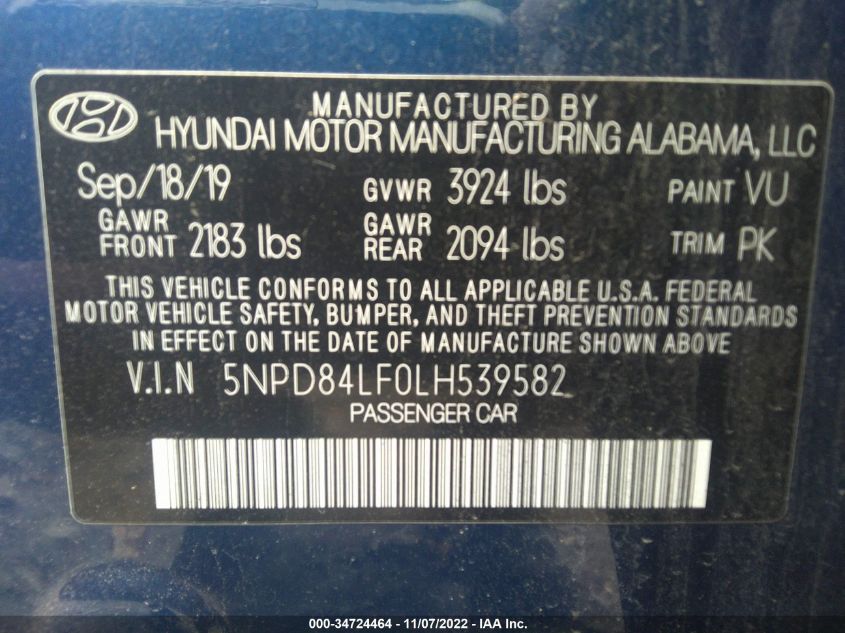 MANUFACTURED BY
HYUNDAI MOTOR MANUFACTURING ALABAMA, LLC
Sep/18/19 GVWR 3924 lbs PAINT VU
GAWR FRONT 2183 lbs GAWR REAR 2094 lbs TRIM PK
THIS VEHICLE CONFORMS TO ALL APPLICABLE U.S.A. FEDERAL
MOTOR VEHICLE SAFETY, BUMPER, AND THEFT PREVENTION STANDARDS
IN EFFECT ON THE DATE OF MANUFACTURE SHOWN ABOVE
V.I.N 5NPD84LF0LH539582
PASSENGER CAR
000-34724464 - 11/07/2022 - IAA Inc.